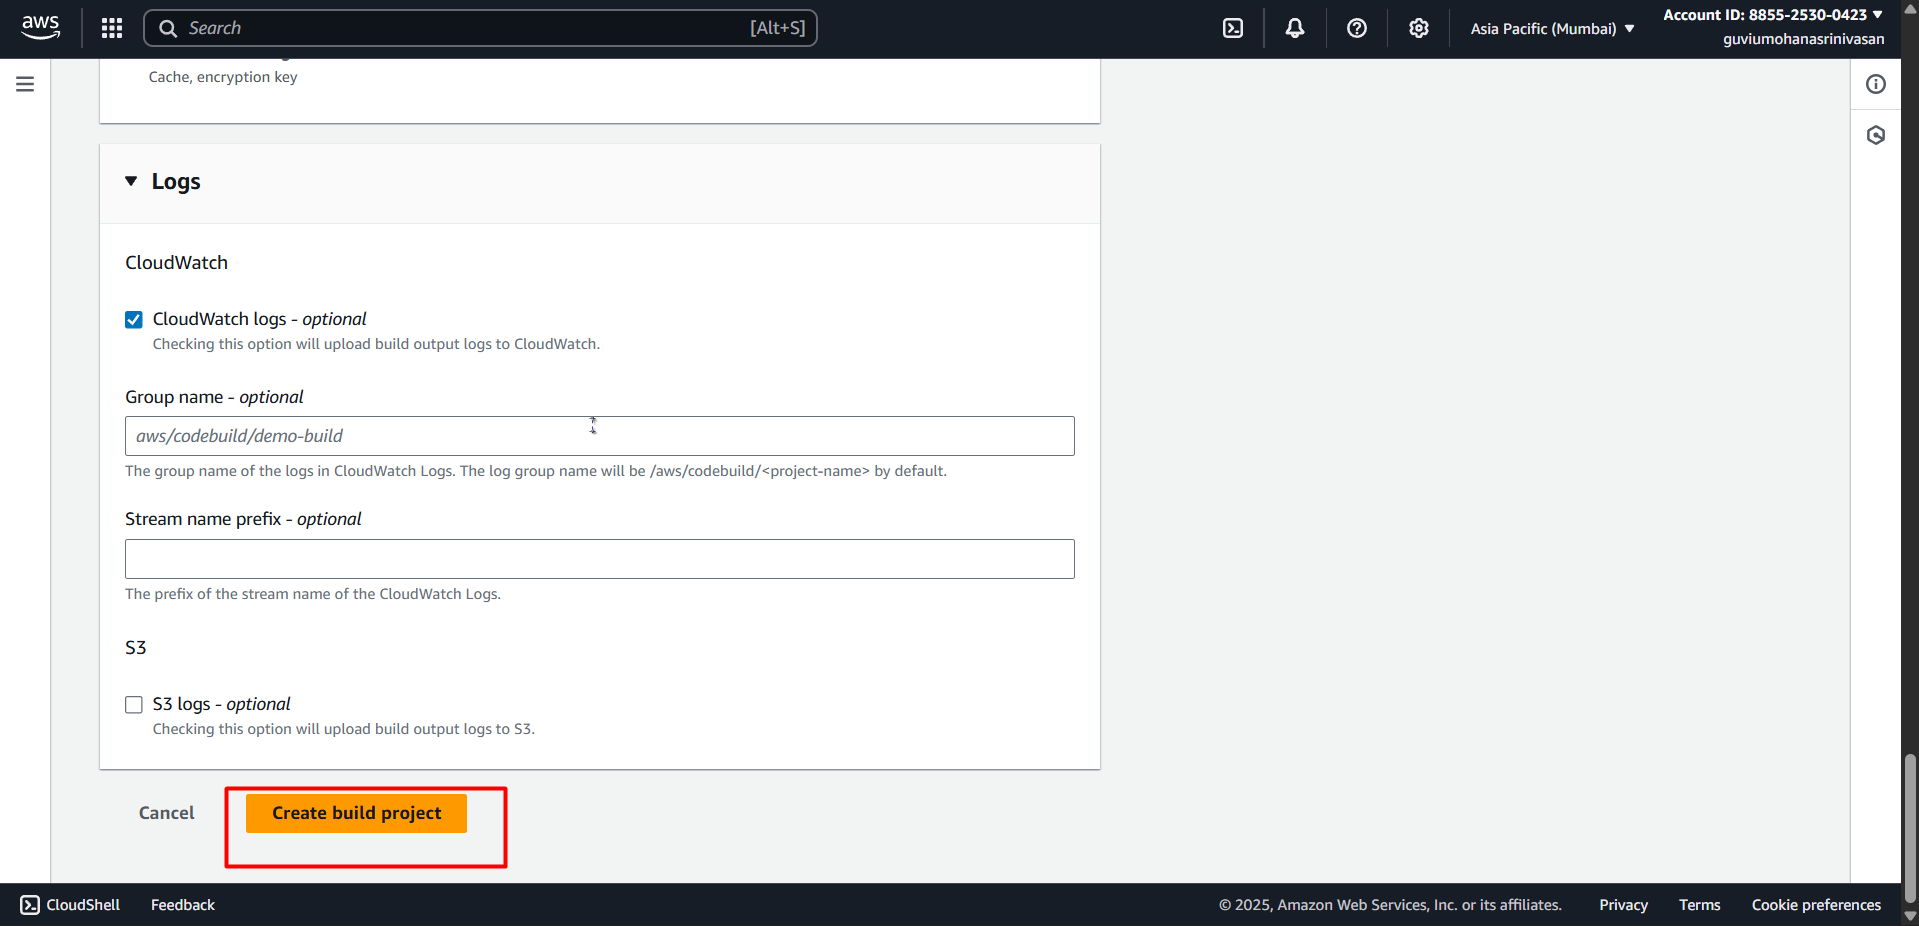 aws
Search
[Alt+S]
Asia Pacific (Mumbai)
Account ID: 8855-2530-0423
guviumohanasrinivasan
Cache, encryption key
Logs
CloudWatch
CloudWatch logs - optional
Checking this option will upload build output logs to CloudWatch.
Group name - optional
aws/codebuild/demo-build
The group name of the logs in CloudWatch Logs. The log group name will be /aws/codebuild/<project-name> by default.
Stream name prefix - optional
The prefix of the stream name of the CloudWatch Logs.
S3
S3 logs - optional
Checking this option will upload build output logs to S3.
Cancel
Create build project
CloudShell
Feedback
© 2025, Amazon Web Services, Inc. or its affiliates.
Privacy
Terms
Cookie preferences